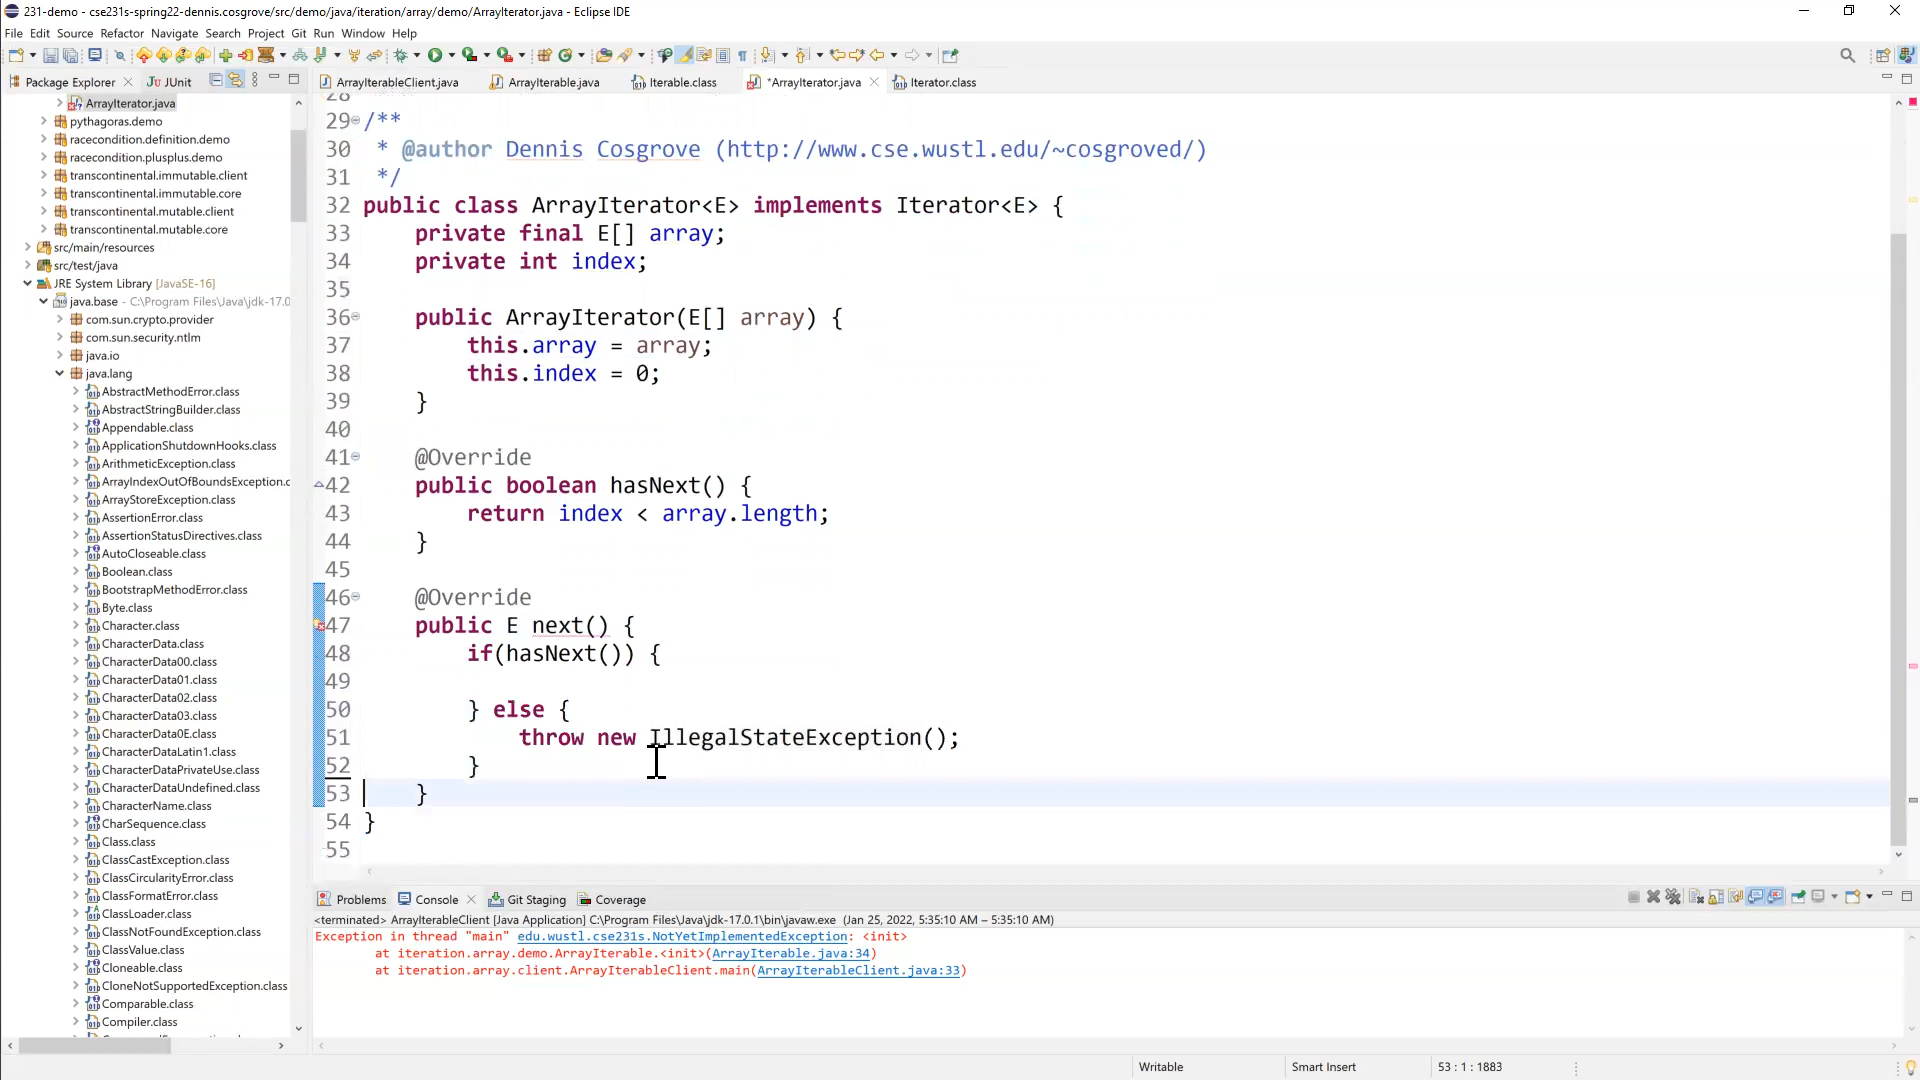 231-demo - cse231s-spring22-dennis.cosgrove/src/demo/java/iteration/array/demo/ArrayIterator.java - Eclipse IDE
File Edit Source Refactor Navigate Search Project Git Run Window Help
Package Explorer JUnit
ArrayIterator.java
pythagoras.demo
racecondition.definition.demo
racecondition.plusplus.demo
transcontinental.immutable.client
transcontinental.immutable.core
transcontinental.mutable.client
transcontinental.mutable.core
src/main/resources
src/test/java
JRE System Library [JavaSE-16]
java.base - C:\Program Files\Java\jdk-17.0
com.sun.crypto.provider
com.sun.security.ntlm
java.io
java.lang
AbstractMethodError.class
AbstractStringBuilder.class
Appendable.class
ApplicationShutdownHooks.class
ArithmeticException.class
ArrayIndexOutOfBoundsException.c
ArrayStoreException.class
AssertionError.class
AssertionStatusDirectives.class
AutoCloseable.class
Boolean.class
BootstrapMethodError.class
Byte.class
Character.class
CharacterData.class
CharacterData00.class
CharacterData01.class
CharacterData02.class
CharacterData03.class
CharacterData0E.class
CharacterDataLatin1.class
CharacterDataPrivateUse.class
CharacterDataUndefined.class
CharacterName.class
CharSequence.class
Class.class
ClassCastException.class
ClassCircularityError.class
ClassFormatError.class
ClassLoader.class
ClassNotFoundException.class
ClassValue.class
Cloneable.class
CloneNotSupportedException.class
Comparable.class
Compiler.class
ArrayIterableClient.java ArrayIterable.java Iterable.class *ArrayIterator.java Iterator.class
28
29 /**
30 * @author Dennis Cosgrove (http://www.cse.wustl.edu/~cosgroved/)
31 */
32 public class ArrayIterator<E> implements Iterator<E> {
33 private final E[] array;
34 private int index;
35
36 public ArrayIterator(E[] array) {
37 this.array = array;
38 this.index = 0;
39 }
40
41 @Override
42 public boolean hasNext() {
43 return index < array.length;
44 }
45
46 @Override
47 public E next() {
48 if(hasNext()) {
49
50 } else {
51 throw new IllegalStateException();
52 }
53 }
54 }
55
Problems Console Git Staging Coverage
<terminated> ArrayIterableClient [Java Application] C:\Program Files\Java\jdk-17.0.1\bin\javaw.exe (Jan 25, 2022, 5:35:10 AM – 5:35:10 AM)
Exception in thread "main" edu.wustl.cse231s.NotYetImplementedException: <init>
at iteration.array.demo.ArrayIterable.<init>(ArrayIterable.java:34)
at iteration.array.client.ArrayIterableClient.main(ArrayIterableClient.java:33)
Writable Smart Insert 53 : 1 : 1883